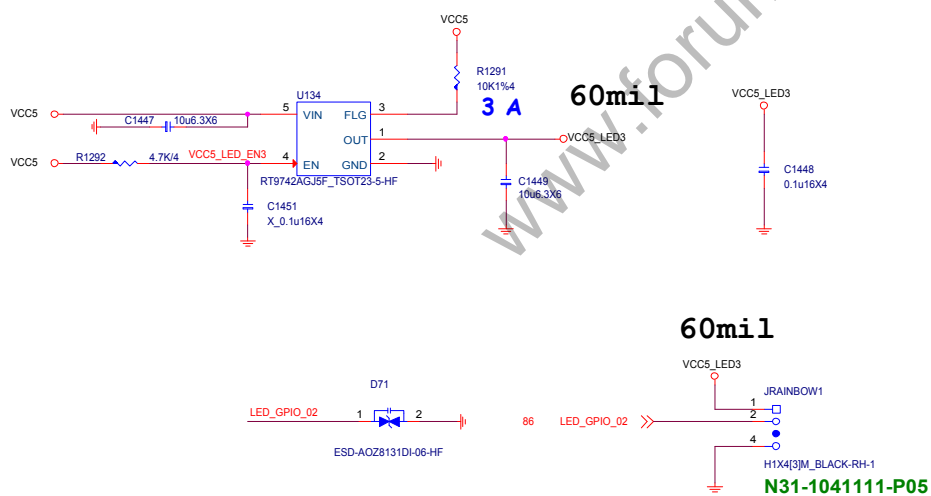 www.forum
VCC5
R1291
10K1%4
3 A
60mil
U134
VCC5
C1447
10u6.3X6
5
VIN
FLG
3
OUT
1
VCC5_LED3
VCC5
R1292
4.7K/4
VCC5_LED_EN3
4
EN
GND
2
RT9742AGJ5F_TSOT23-5-HF
C1451
X_0.1u16X4
C1449
10u6.3X6
VCC5_LED3
C1448
0.1u16X4
60mil
VCC5_LED3
D71
LED_GPIO_02
1
2
ESD-AOZ8131DI-06-HF
86
LED_GPIO_02
JRAINBOW1
1
2
4
H1X4[3]M_BLACK-RH-1
N31-1041111-P05